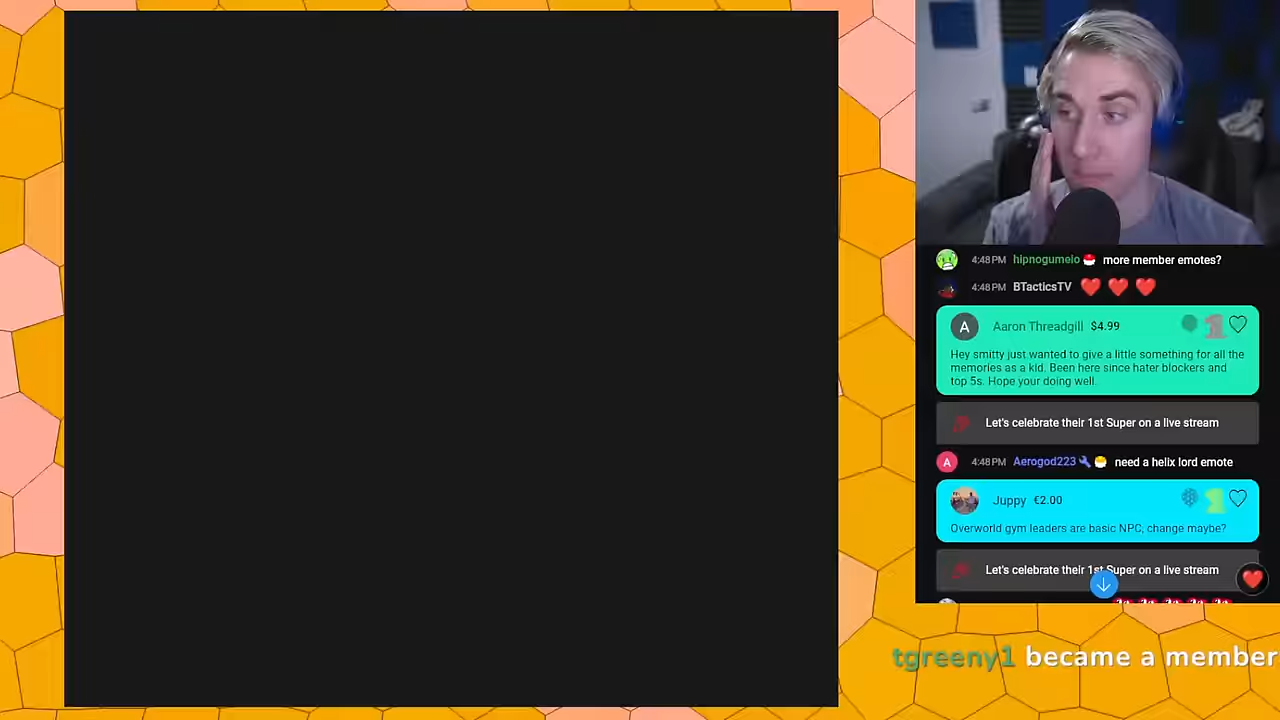 4:48 PM hipnogumeio more member emotes?
4:48 PM BTacticsTV
A Aaron Threadgill $4.99
Hey smitty just wanted to give a little something for all the
memories as a kid. Been here since hater blockers and
top 5s. Hope your doing well.
Let's celebrate their 1st Super on a live stream
A 4:48 PM Aerogod223 need a helix lord emote
Juppy €2.00
Overworld gym leaders are basic NPC, change maybe?
Let's celebrate their 1st Super on a live stream
tgreeny1 became a member